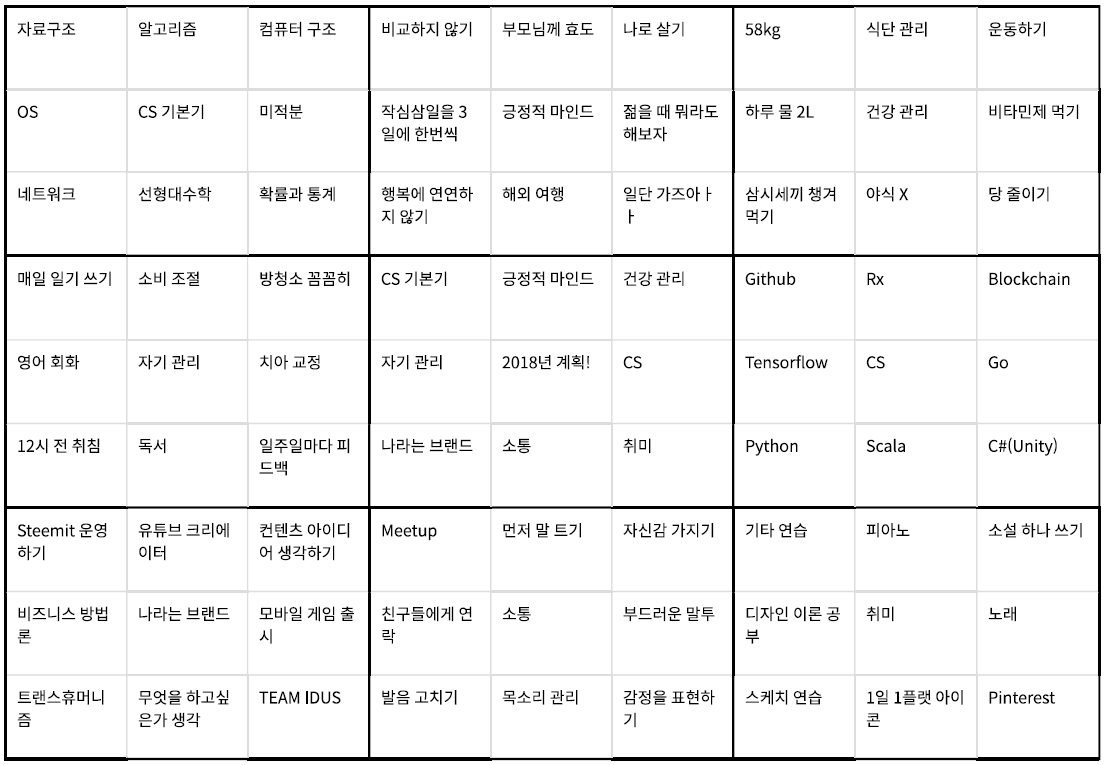 자료구조 알고리즘 컴퓨터 구조 비교하지 않기 부모님께 효도 나로 살기 58kg 식단 관리 운동하기
OS CS 기본기 미적분 작심삼일을 3 긍정적 마인드 젊을 때 뭐라도 하루 물 2L 건강 관리 비타민제 먹기
일에 한번씩 해보자
네트워크 선형대수학 확률과 통계 행복에 연연하 해외 여행 일단 가즈아ㅏ 삼시세끼 챙겨 야식 X 당 줄이기
지 않기 ㅏ 먹기
매일 일기 쓰기 소비 조절 방청소 꼼꼼히 CS 기본기 긍정적 마인드 건강 관리 Github Rx Blockchain
영어 회화 자기 관리 치아 교정 자기 관리 2018년 계획! CS Tensorflow CS Go
12시 전 취침 독서 일주일마다 피 나라는 브랜드 소통 취미 Python Scala C#(Unity)
드백
Steemit 운영 유튜브 크리에 컨텐츠 아이디 Meetup 먼저 말 트기 자신감 가지기 기타 연습 피아노 소설 하나 쓰기
하기 이터 어 생각하기
비즈니스 방법 나라는 브랜드 모바일 게임 출 친구들에게 연 소통 부드러운 말투 디자인 이론 공 취미 노래
론 시 락 부
트랜스휴머니 무엇을 하고싶 TEAM IDUS 발음 고치기 목소리 관리 감정을 표현하 스케치 연습 1일 1플랫 아이 Pinterest
즘 은가 생각 기 콘